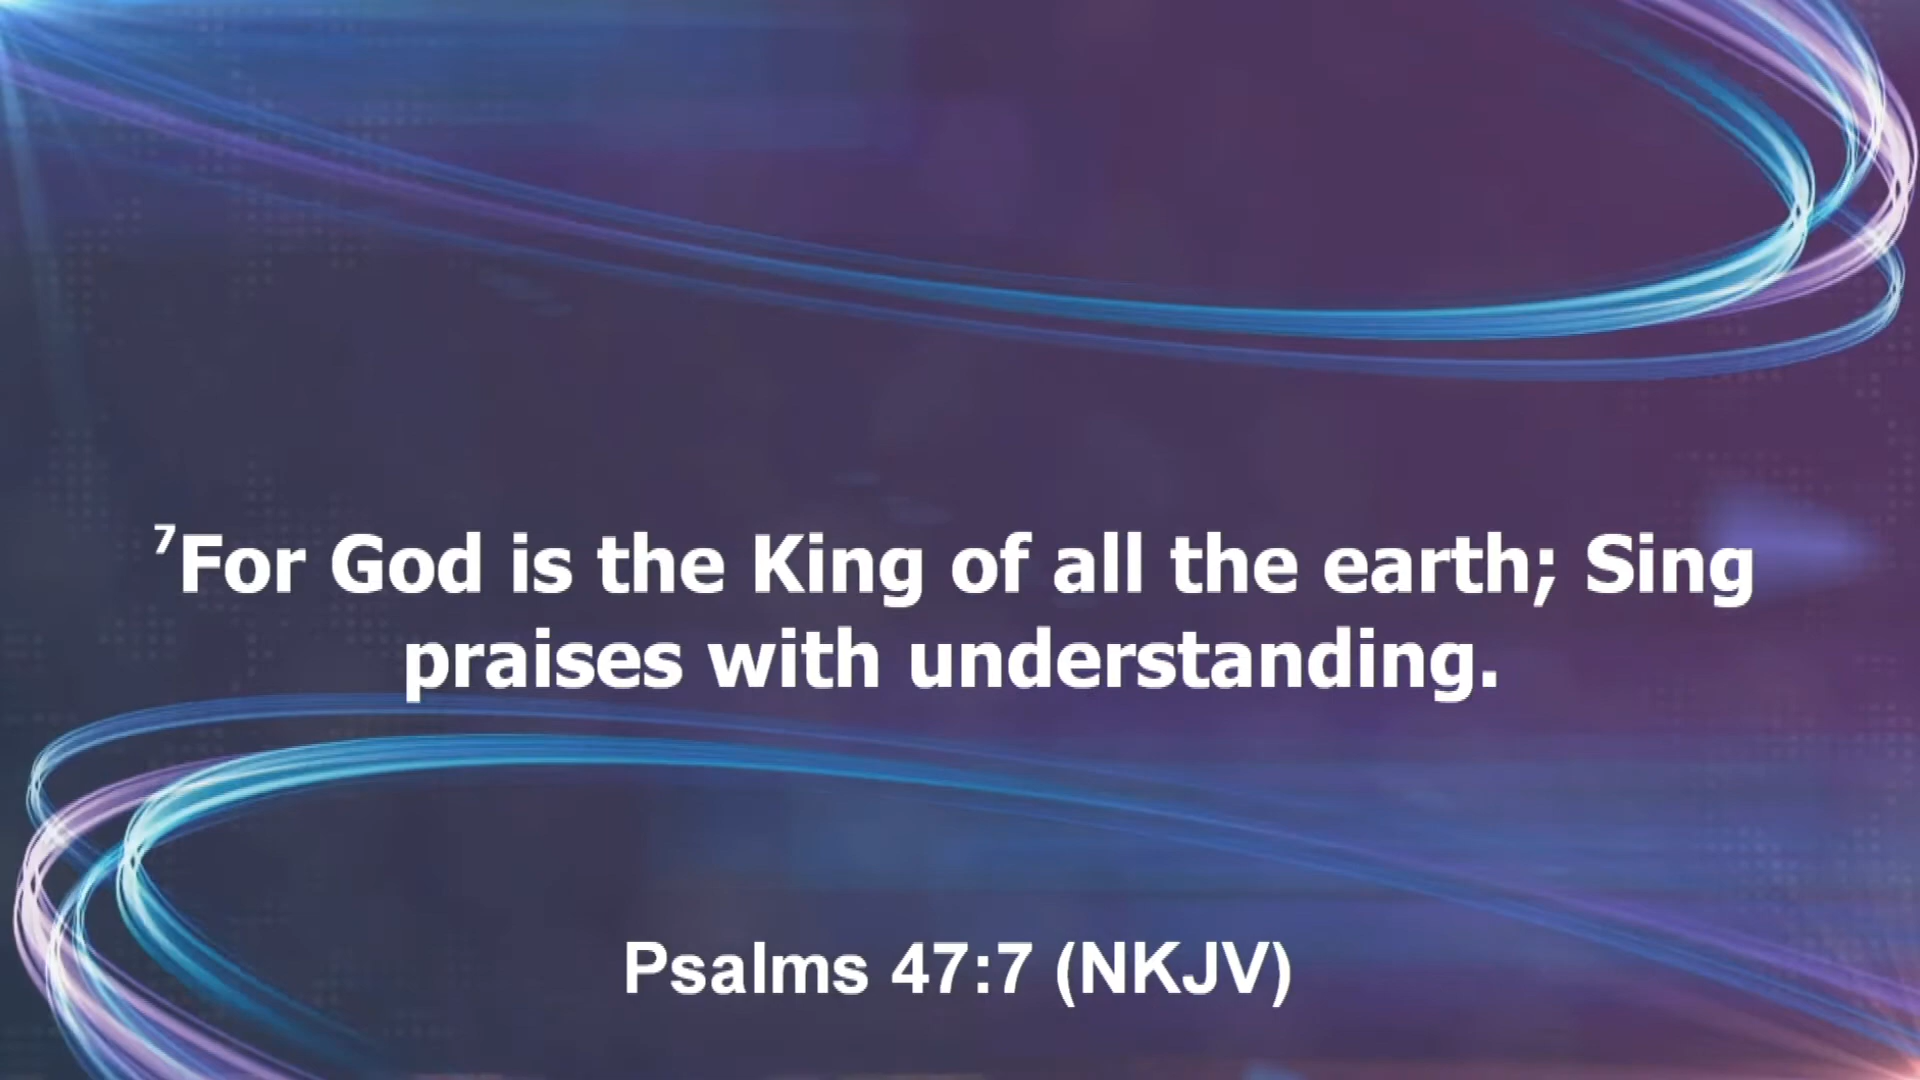 ⁷For God is the King of all the earth; Sing
praises with understanding.
Psalms 47:7 (NKJV)